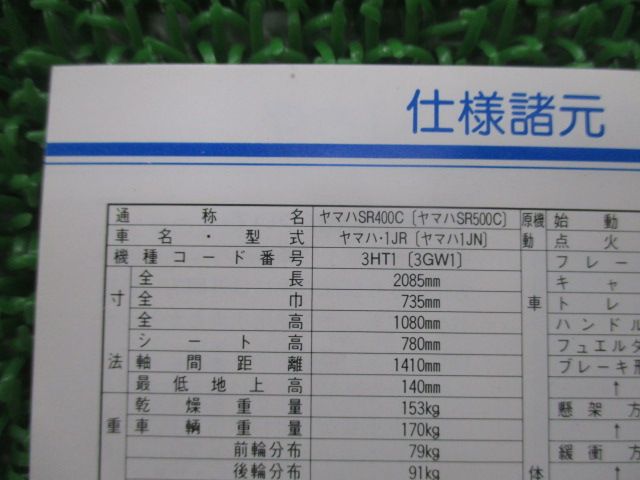 仕様諸元
通称名 ヤマハSR400C〔ヤマハSR500C〕 原機 始動
車名・型式 ヤマハ・1JR〔ヤマハ1JN〕 動 点火
機種コード番号 3HT1〔3GW1〕 フレー
寸 全長 2085mm 車 キャ
全巾 735mm トレ
全高 1080mm ハンドル
シート高 780mm フュエルタ
法 軸間距離 1410mm ブレーキ形
最低地上高 140mm ↑
重 乾燥重量 153kg 懸架方
車輌重量 170kg ↑
前輪分布 79kg 緩衝方
後輪分布 91kg 体 ↑